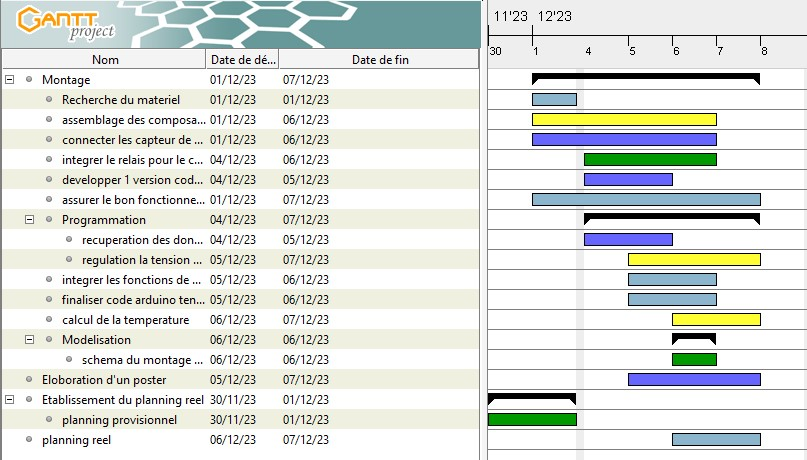 GANTT project
11'23 12'23
Nom Date de dé... Date de fin 30 1 4 5 6 7 8
Montage 01/12/23 07/12/23
Recherche du materiel 01/12/23 01/12/23
assemblage des composa... 01/12/23 06/12/23
connecter les capteur de ... 01/12/23 06/12/23
integrer le relais pour le c... 04/12/23 06/12/23
developper 1 version cod... 04/12/23 05/12/23
assurer le bon fonctionne... 01/12/23 07/12/23
Programmation 04/12/23 07/12/23
recuperation des don... 04/12/23 05/12/23
regulation la tension ... 05/12/23 07/12/23
integrer les fonctions de ... 05/12/23 06/12/23
finaliser code arduino ten... 05/12/23 06/12/23
calcul de la temperature 06/12/23 07/12/23
Modelisation 06/12/23 06/12/23
schema du montage ... 06/12/23 06/12/23
Eloboration d'un poster 05/12/23 07/12/23
Etablissement du planning reel 30/11/23 01/12/23
planning provisionnel 30/11/23 01/12/23
planning reel 06/12/23 07/12/23